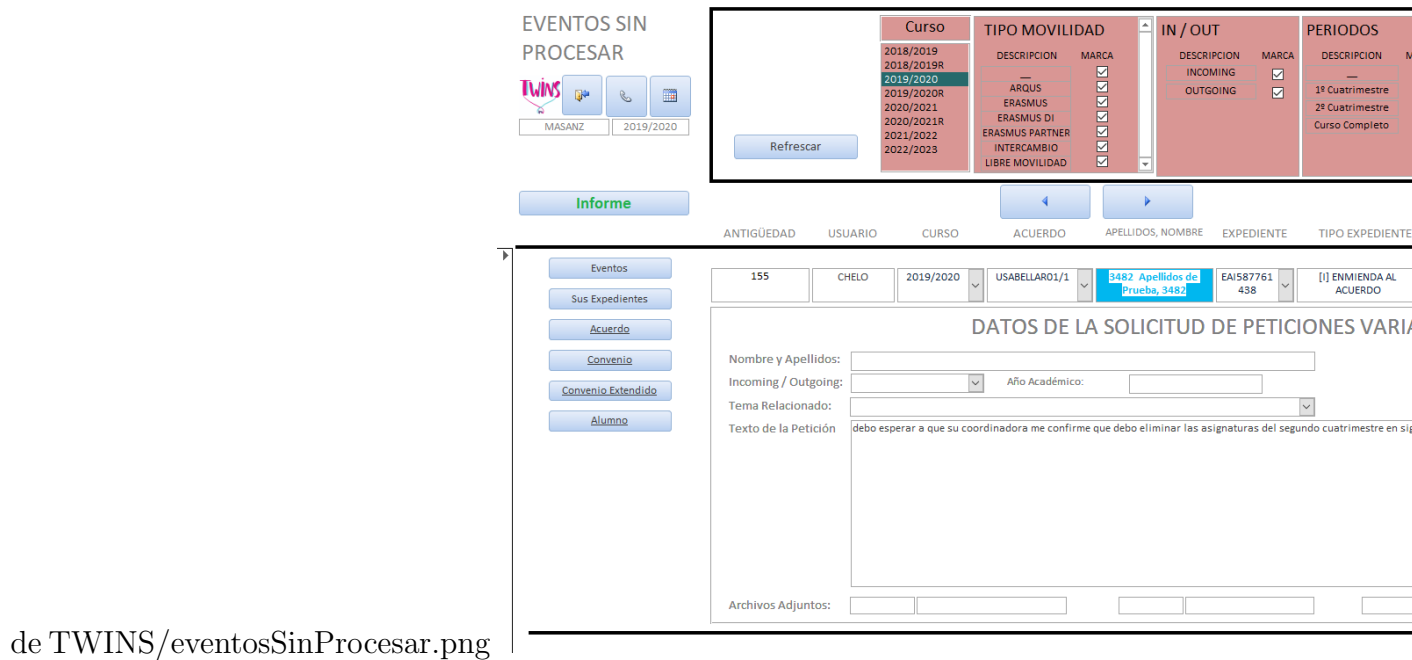 EVENTOS SIN
PROCESAR
TWINS
MASANZ
2019/2020
Informe
Refrescar
Curso
2018/2019
2018/2019R
2019/2020
2019/2020R
2020/2021
2020/2021R
2021/2022
2022/2023
TIPO MOVILIDAD
DESCRIPCION MARCA
__
ARQUS
ERASMUS
ERASMUS DI
ERASMUS PARTNER
INTERCAMBIO
LIBRE MOVILIDAD
IN / OUT
DESCRIPCION MARCA
INCOMING
OUTGOING
PERIODOS
DESCRIPCION M
__
1º Cuatrimestre
2º Cuatrimestre
Curso Completo
ANTIGÜEDAD USUARIO CURSO ACUERDO APELLIDOS, NOMBRE EXPEDIENTE TIPO EXPEDIENTE
Eventos
Sus Expedientes
Acuerdo
Convenio
Convenio Extendido
Alumno
155 CHELO 2019/2020 USABELLAR01/1 3482 Apellidos de EAI587761 [I] ENMIENDA AL
Prueba, 3482 438 ACUERDO
DATOS DE LA SOLICITUD DE PETICIONES VARIA
Nombre y Apellidos:
Incoming / Outgoing: Año Académico:
Tema Relacionado:
Texto de la Petición debo esperar a que su coordinadora me confirme que debo eliminar las asignaturas del segundo cuatrimestre en sig
Archivos Adjuntos:
de TWINS/eventosSinProcesar.png